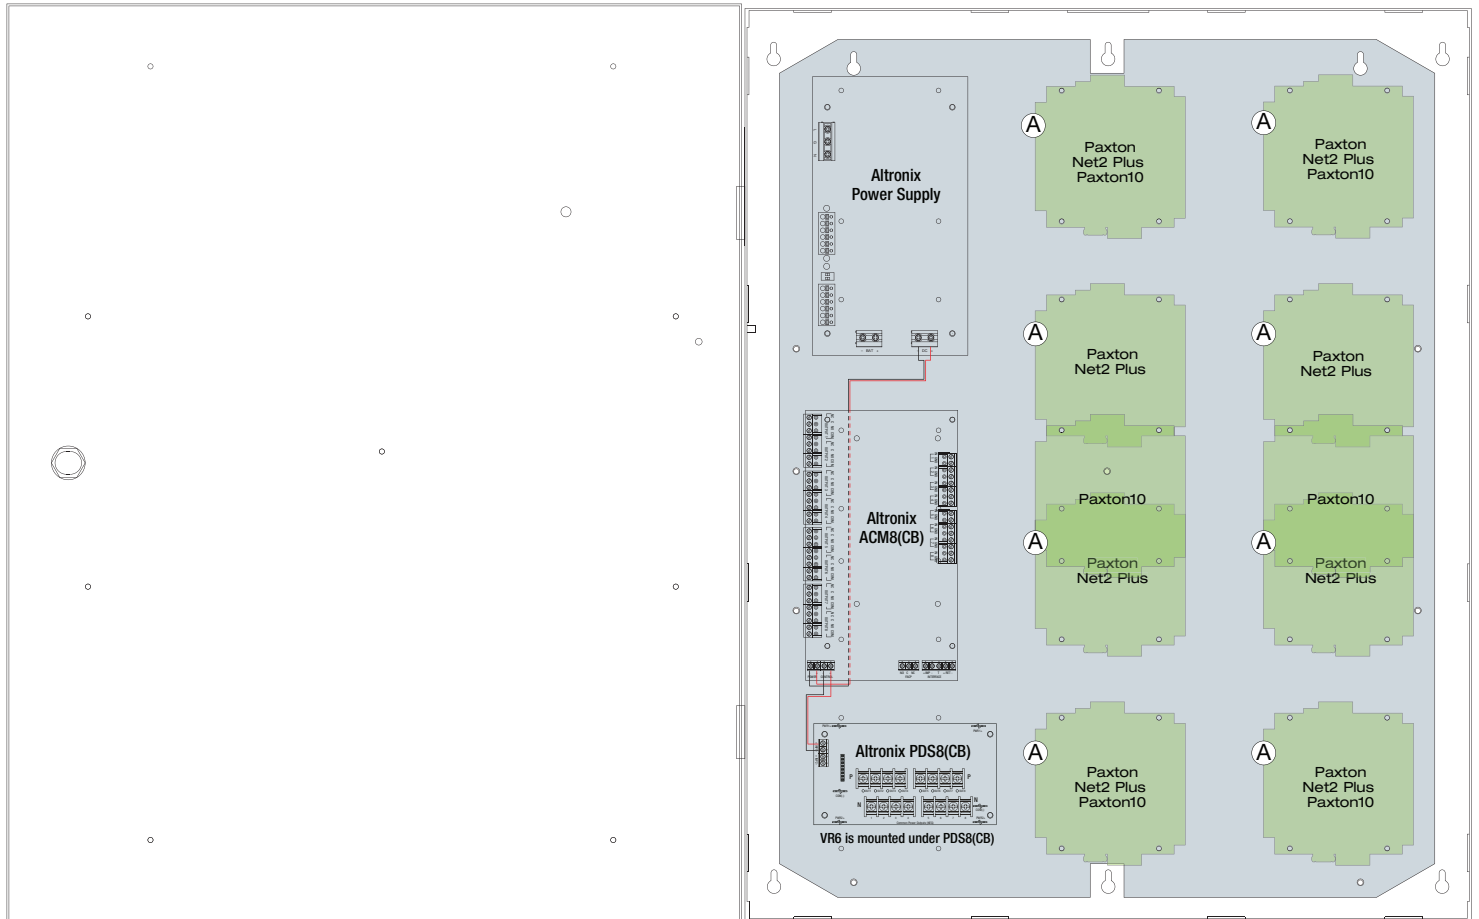 Altronix
Power Supply
- BAT +
- DC +
Altronix
ACM8(CB)
Altronix PDS8(CB)
P
P
N
N
VR6 is mounted under PDS8(CB)
A
Paxton
Net2 Plus
Paxton10
A
Paxton
Net2 Plus
Paxton10
A
Paxton
Net2 Plus
A
Paxton
Net2 Plus
Paxton10
Paxton10
A
Paxton
Net2 Plus
A
Paxton
Net2 Plus
A
Paxton
Net2 Plus
Paxton10
A
Paxton
Net2 Plus
Paxton10